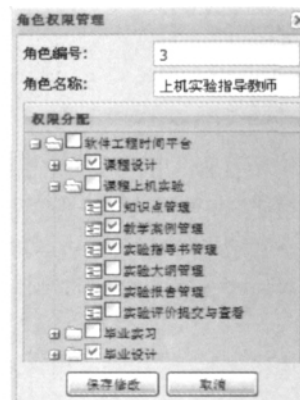 角色权限管理
角色编号：
3
角色名称：
上机实验指导教师
权限分配
软件工程时间平台
课程设计
课程上机实验
知识点管理
教学案例管理
实验指导书管理
实验大纲管理
实验报告管理
实验评价提交与查看
毕业实习
毕业设计
保存修改
取消